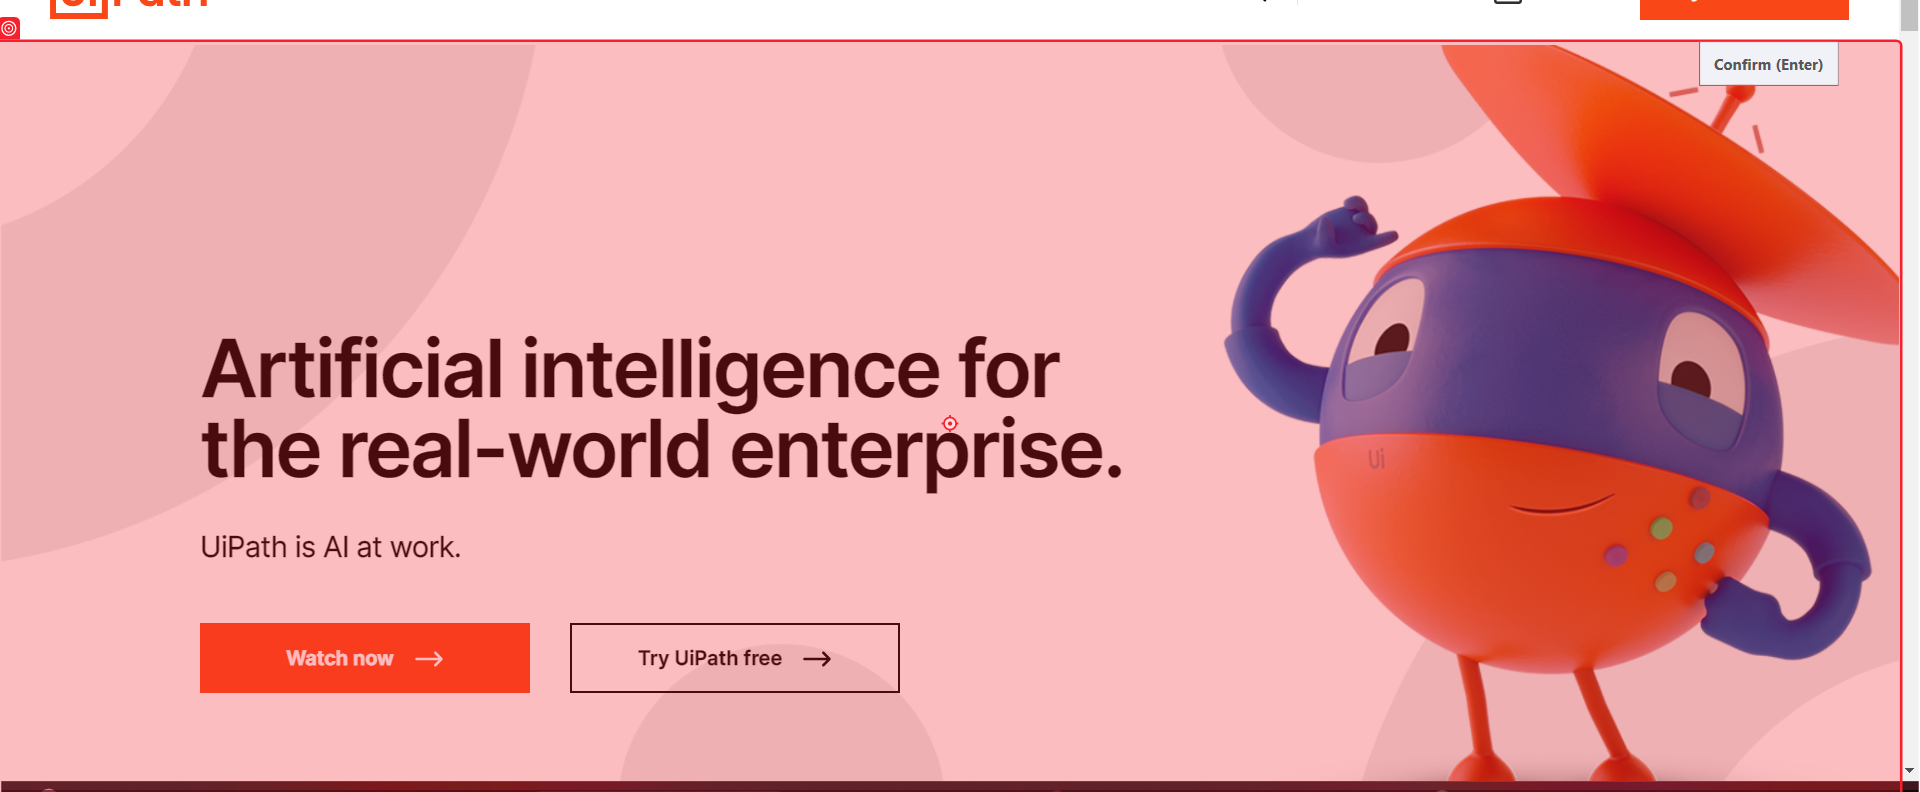 UiPath
Confirm (Enter)
Artificial intelligence for
the real-world enterprise.
Ui
UiPath is AI at work.
Watch now
Try UiPath free